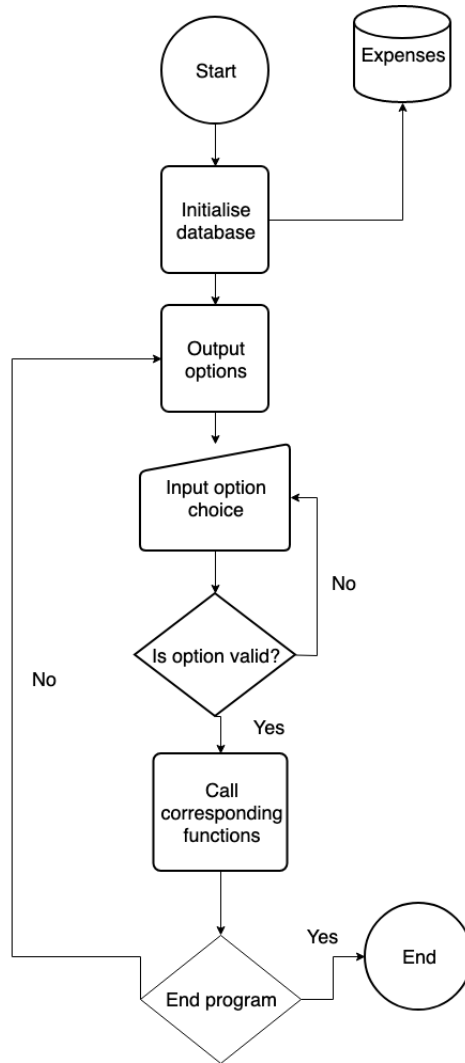 Start
Expenses
Initialise
database
Output
options
Input option
choice
No
Is option valid?
No
Yes
Call
corresponding
functions
Yes
End
End program